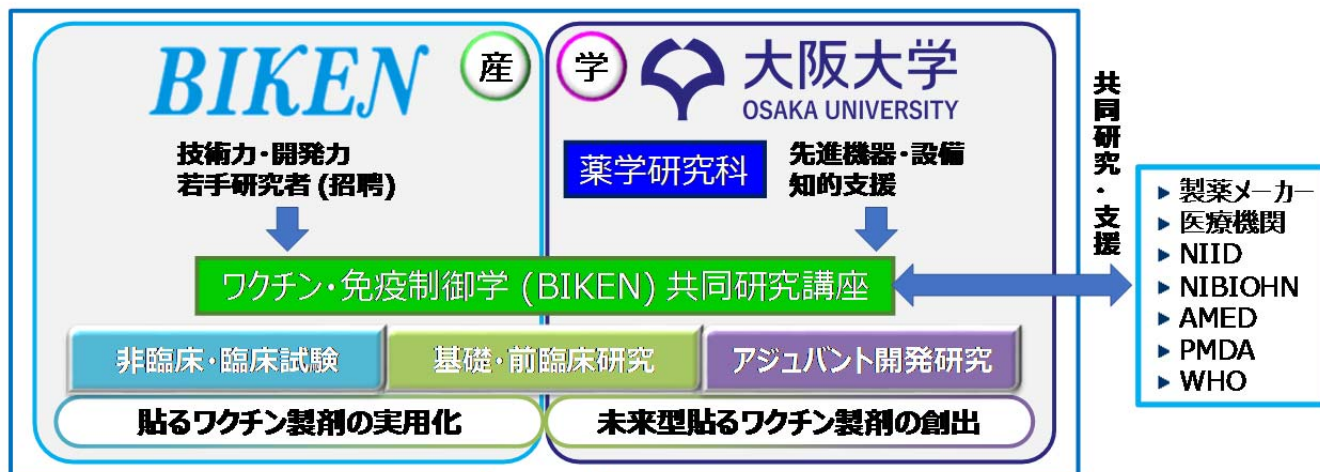 BIKEN
産
学
大阪大学
OSAKA UNIVERSITY
技術力・開発力
若手研究者 (招聘)
薬学研究科
先進機器・設備
知的支援
ワクチン・免疫制御学 (BIKEN) 共同研究講座
非臨床・臨床試験
基礎・前臨床研究
アジュバント開発研究
貼るワクチン製剤の実用化
未来型貼るワクチン製剤の創出
共同研究・支援
製薬メーカー
医療機関
NIID
NIBIOHN
AMED
PMDA
WHO